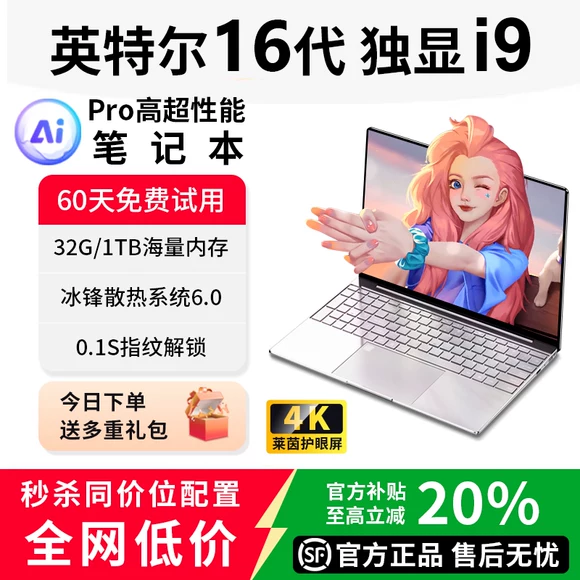 英特尔16代 独显i9
Ai
Pro高超性能
笔记本
60天免费试用
32G/1TB海量内存
冰锋散热系统6.0
0.1S指纹解锁
今日下单
送多重礼包
4K
莱茵护眼屏
秒杀同价位配置
全网低价
官方补贴
至高立减
20%
SF 官方正品 售后无忧